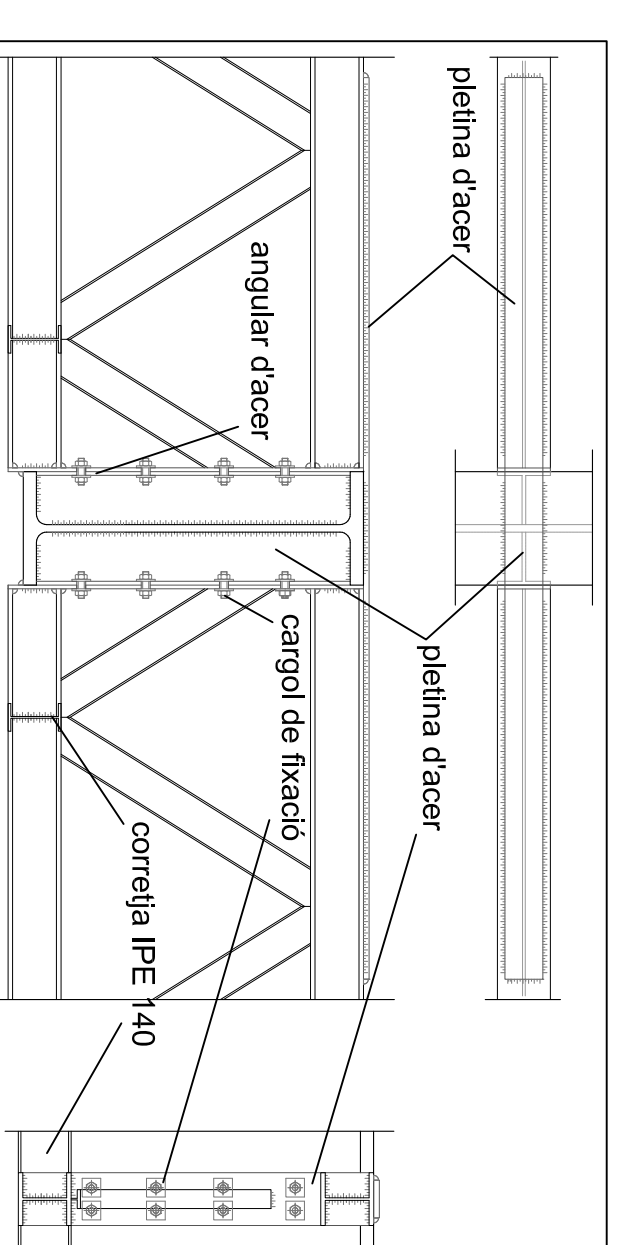 pletina d'acer
angular d'acer
pletina d'acer
cargol de fixació
corretja IPE 140